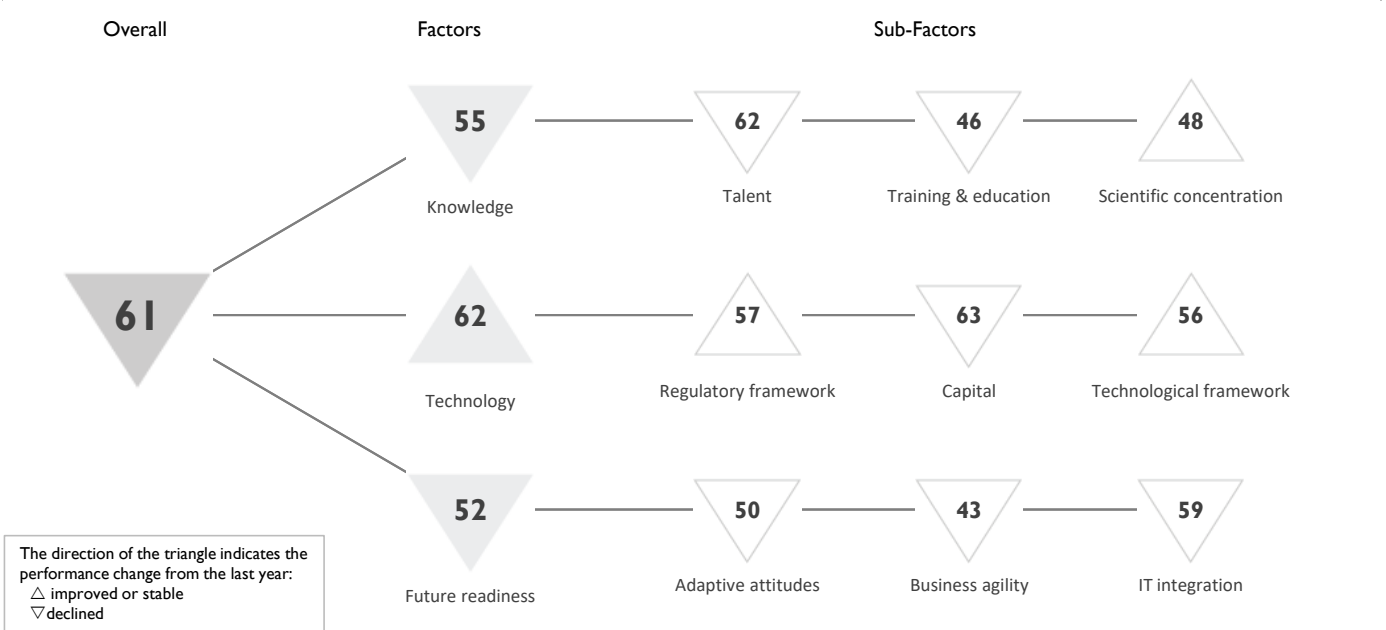 Overall
Factors
Sub-Factors
55
62
46
48
Knowledge
Talent
Training & education
Scientific concentration
61
62
57
63
56
Technology
Regulatory framework
Capital
Technological framework
52
50
43
59
Future readiness
Adaptive attitudes
Business agility
IT integration
The direction of the triangle indicates the
performance change from the last year:
△ improved or stable
▽ declined